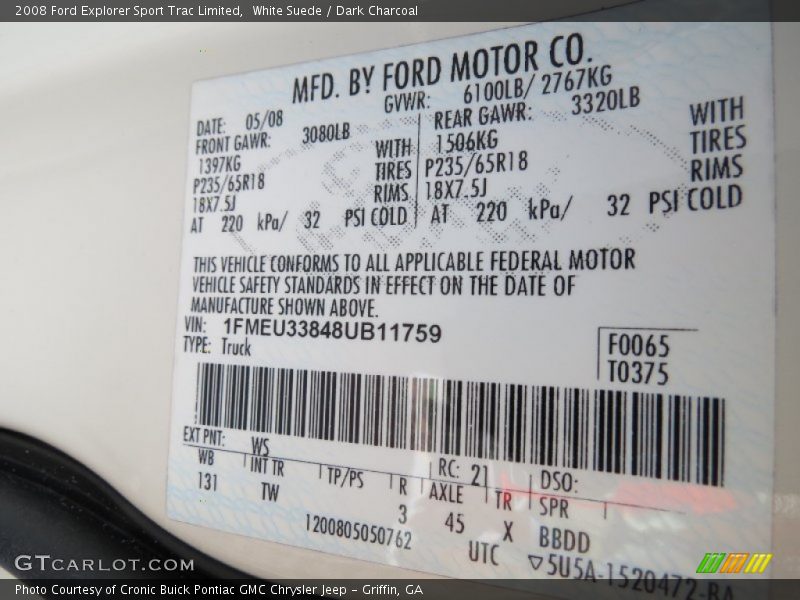 2008 Ford Explorer Sport Trac Limited,  White Suede / Dark Charcoal
MFD. BY FORD MOTOR CO.
DATE: 05/08 GVWR: 6100LB/ 2767KG
FRONT GAWR: 3080LB REAR GAWR: 3320LB
1397KG WITH 1506KG WITH
P235/65R18 TIRES P235/65R18 TIRES
18X7.5J RIMS 18X7.5J RIMS
AT 220 kPa/ 32 PSI COLD AT 220 kPa/ 32 PSI COLD
THIS VEHICLE CONFORMS TO ALL APPLICABLE FEDERAL MOTOR
VEHICLE SAFETY STANDARDS IN EFFECT ON THE DATE OF
MANUFACTURE SHOWN ABOVE.
VIN: 1FMEU33848UB11759
TYPE: Truck
F0065
T0375
EXT PNT: WS RC: 21 DSO:
WB INT TR TP/PS R AXLE TR SPR
131 TW 3 45 X BBDD
1200805050762 UTC ▽5U5A-1520472-BA
GTCARLOT.COM
Photo Courtesy of Cronic Buick Pontiac GMC Chrysler Jeep – Griffin, GA